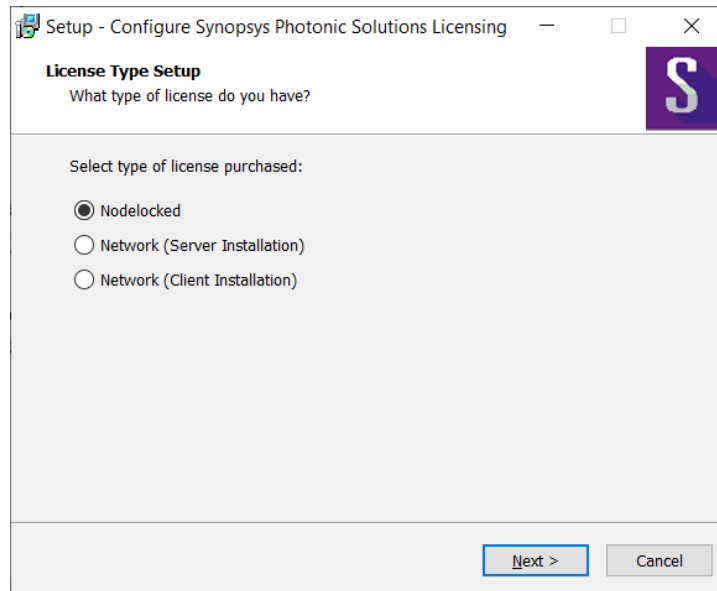 Setup - Configure Synopsys Photonic Solutions Licensing
License Type Setup
What type of license do you have?
S
Select type of license purchased:
Nodelocked
Network (Server Installation)
Network (Client Installation)
Next >
Cancel